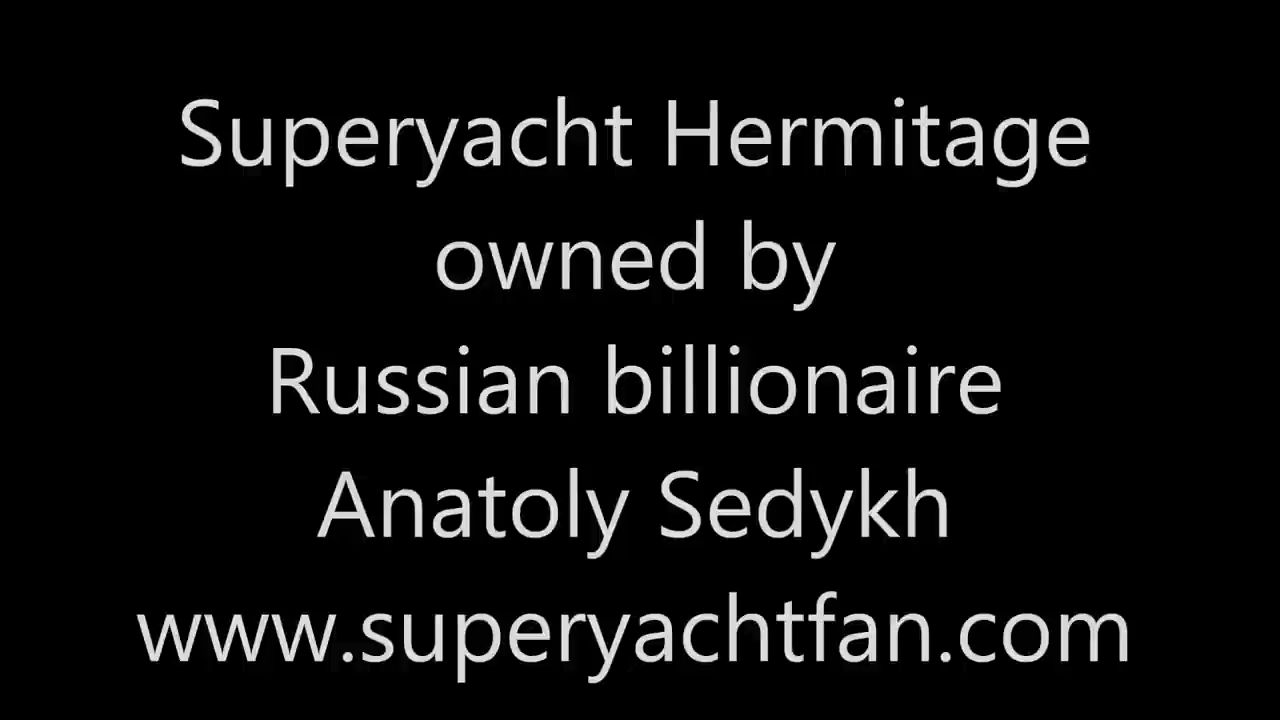 Superyacht Hermitage
owned by
Russian billionaire
Anatoly Sedykh
www.superyachtfan.com